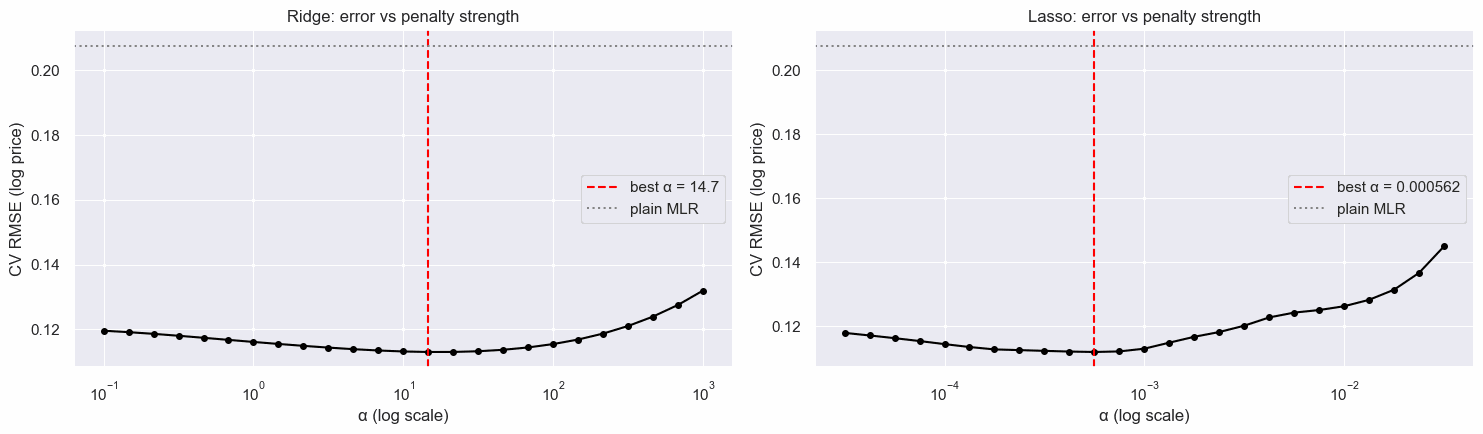 Ridge: error vs penalty strength
CV RMSE (log price)
0.20
0.18
0.16
0.14
0.12
best α = 14.7
plain MLR
10⁻¹ 10⁰ 10¹ 10² 10³
α (log scale)
Lasso: error vs penalty strength
CV RMSE (log price)
0.20
0.18
0.16
0.14
0.12
best α = 0.000562
plain MLR
10⁻⁴ 10⁻³ 10⁻²
α (log scale)